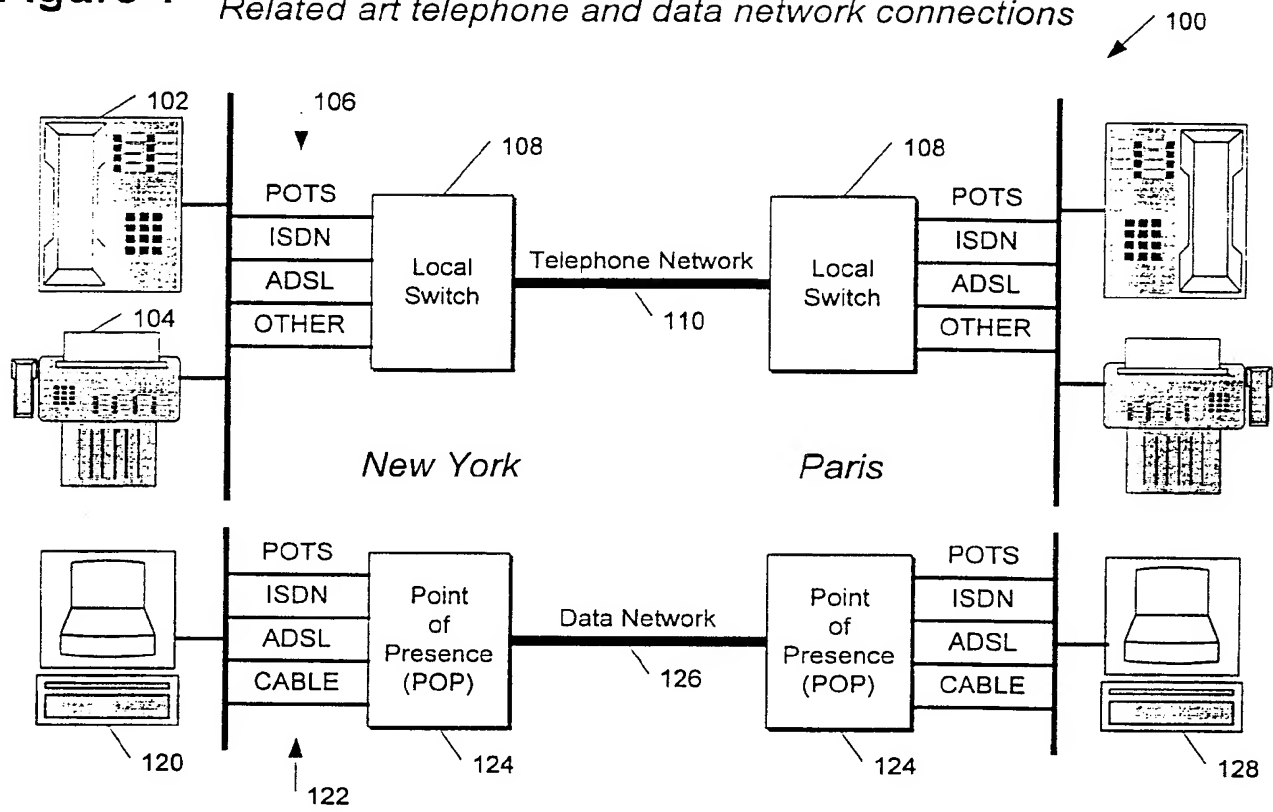 Figure 1
Related art telephone and data network connections
100
102
106
108
108
POTS
ISDN
ADSL
OTHER
Local
Switch
Telephone Network
110
Local
Switch
POTS
ISDN
ADSL
OTHER
104
New York
Paris
POTS
ISDN
ADSL
CABLE
Point
of
Presence
(POP)
Data Network
126
Point
of
Presence
(POP)
POTS
ISDN
ADSL
CABLE
120
122
124
124
128